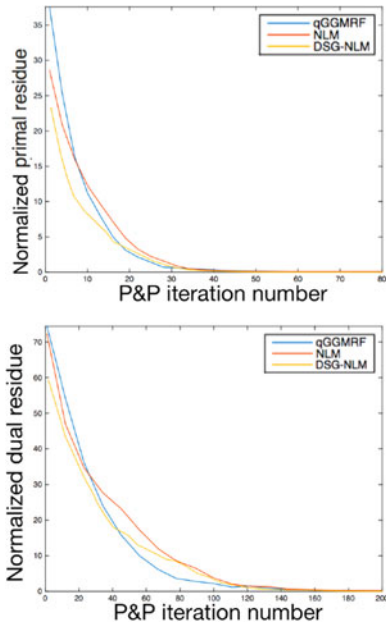 35
30
25
20
15
10
5
0
Normalized primal residue
qGGMRF
NLM
DSG-NLM
0 10 20 30 40 50 60 70 80
P&P iteration number
70
60
50
40
30
20
10
0
Normalized dual residue
qGGMRF
NLM
DSG-NLM
0 20 40 60 80 100 120 140 160 180 200
P&P iteration number